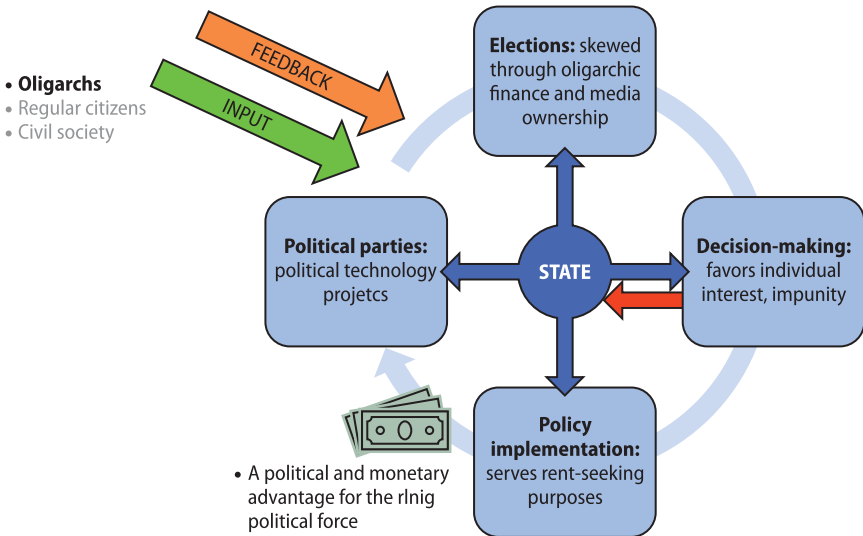 FEEDBACK
INPUT
• Oligarchs
• Regular citizens
• Civil society
Elections: skewed
through oligarchic
finance and media
ownership
Political parties:
political technology
projetcs
STATE
Decision-making:
favors individual
interest, impunity
Policy
implementation:
serves rent-seeking
purposes
• A political and monetary
advantage for the rlnig
political force